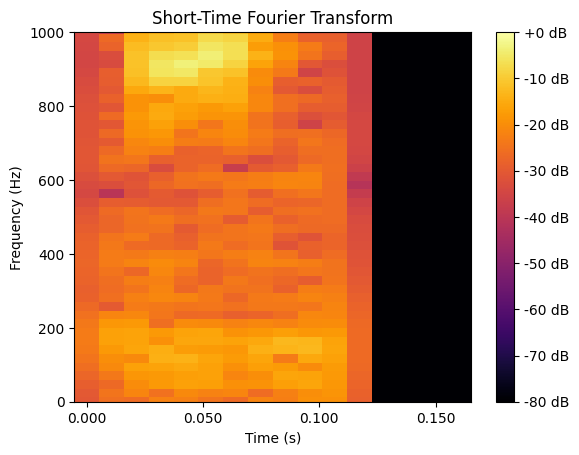 Short-Time Fourier Transform
1000
800
600
400
200
0
Frequency (Hz)
0.000
0.050
0.100
0.150
Time (s)
+0 dB
-10 dB
-20 dB
-30 dB
-40 dB
-50 dB
-60 dB
-70 dB
-80 dB